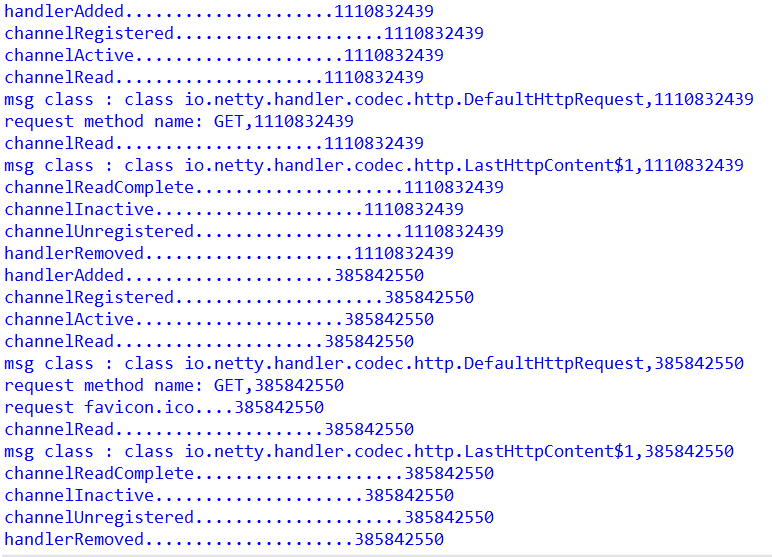 handlerAdded.....................1110832439
channelRegistered.....................1110832439
channelActive.....................1110832439
channelRead.....................1110832439
msg class : class io.netty.handler.codec.http.DefaultHttpRequest,1110832439
request method name: GET,1110832439
channelRead.....................1110832439
msg class : class io.netty.handler.codec.http.LastHttpContent$1,1110832439
channelReadComplete.....................1110832439
channelInactive.....................1110832439
channelUnregistered.....................1110832439
handlerRemoved.....................1110832439
handlerAdded.....................385842550
channelRegistered.....................385842550
channelActive.....................385842550
channelRead.....................385842550
msg class : class io.netty.handler.codec.http.DefaultHttpRequest,385842550
request method name: GET,385842550
request favicon.ico....385842550
channelRead.....................385842550
msg class : class io.netty.handler.codec.http.LastHttpContent$1,385842550
channelReadComplete.....................385842550
channelInactive.....................385842550
channelUnregistered.....................385842550
handlerRemoved.....................385842550